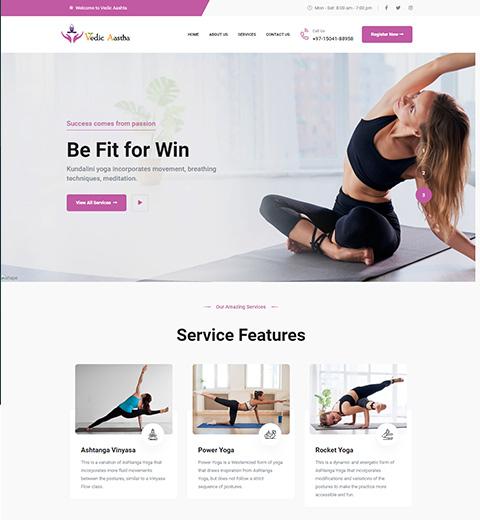 Welcome to Vedic Aashta
Mon - Sat: 8:00 am - 7:00 pm
Vedic Aastha
HOME
ABOUT US
SERVICES
CONTACT US
Call Us
+97-15041-88958
Register Now
Success comes from passion
Be Fit for Win
Kundalini yoga incorporates movement, breathing
techniques, meditation.
View All Services
1
2
3
shape
Our Amazing Services
Service Features
Ashtanga Vinyasa
This is a variation of Ashtanga Yoga that
incorporates more fluid movements
between the postures, similar to a Vinyasa
Flow class.
Power Yoga
Power Yoga is a Westernized form of yoga
that draws inspiration from Ashtanga
Yoga, but does not follow a strict
sequence of postures.
Rocket Yoga
This is a dynamic and energetic form of
Ashtanga Yoga that incorporates
modifications and variations of the
postures to make the practice more
accessible and fun.